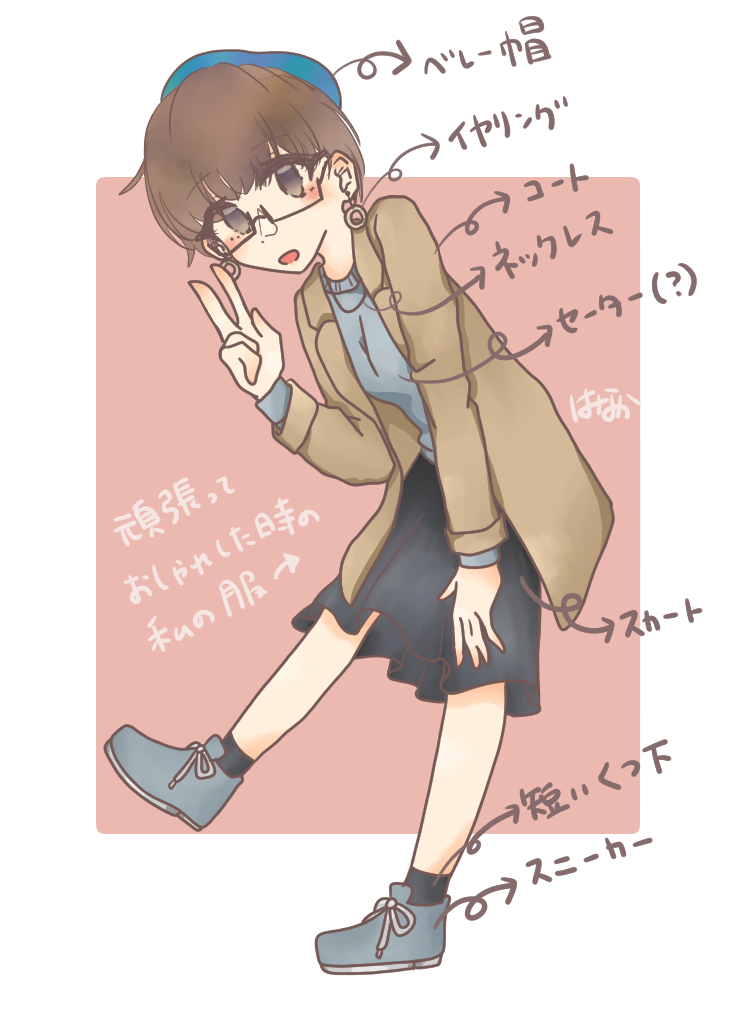 ベレー帽
イヤリング
コート
ネックレス
セーター(?)
はなか
頑張って
おしゃれした時の
私の服→
スカート
短いくつ下
スニーカー